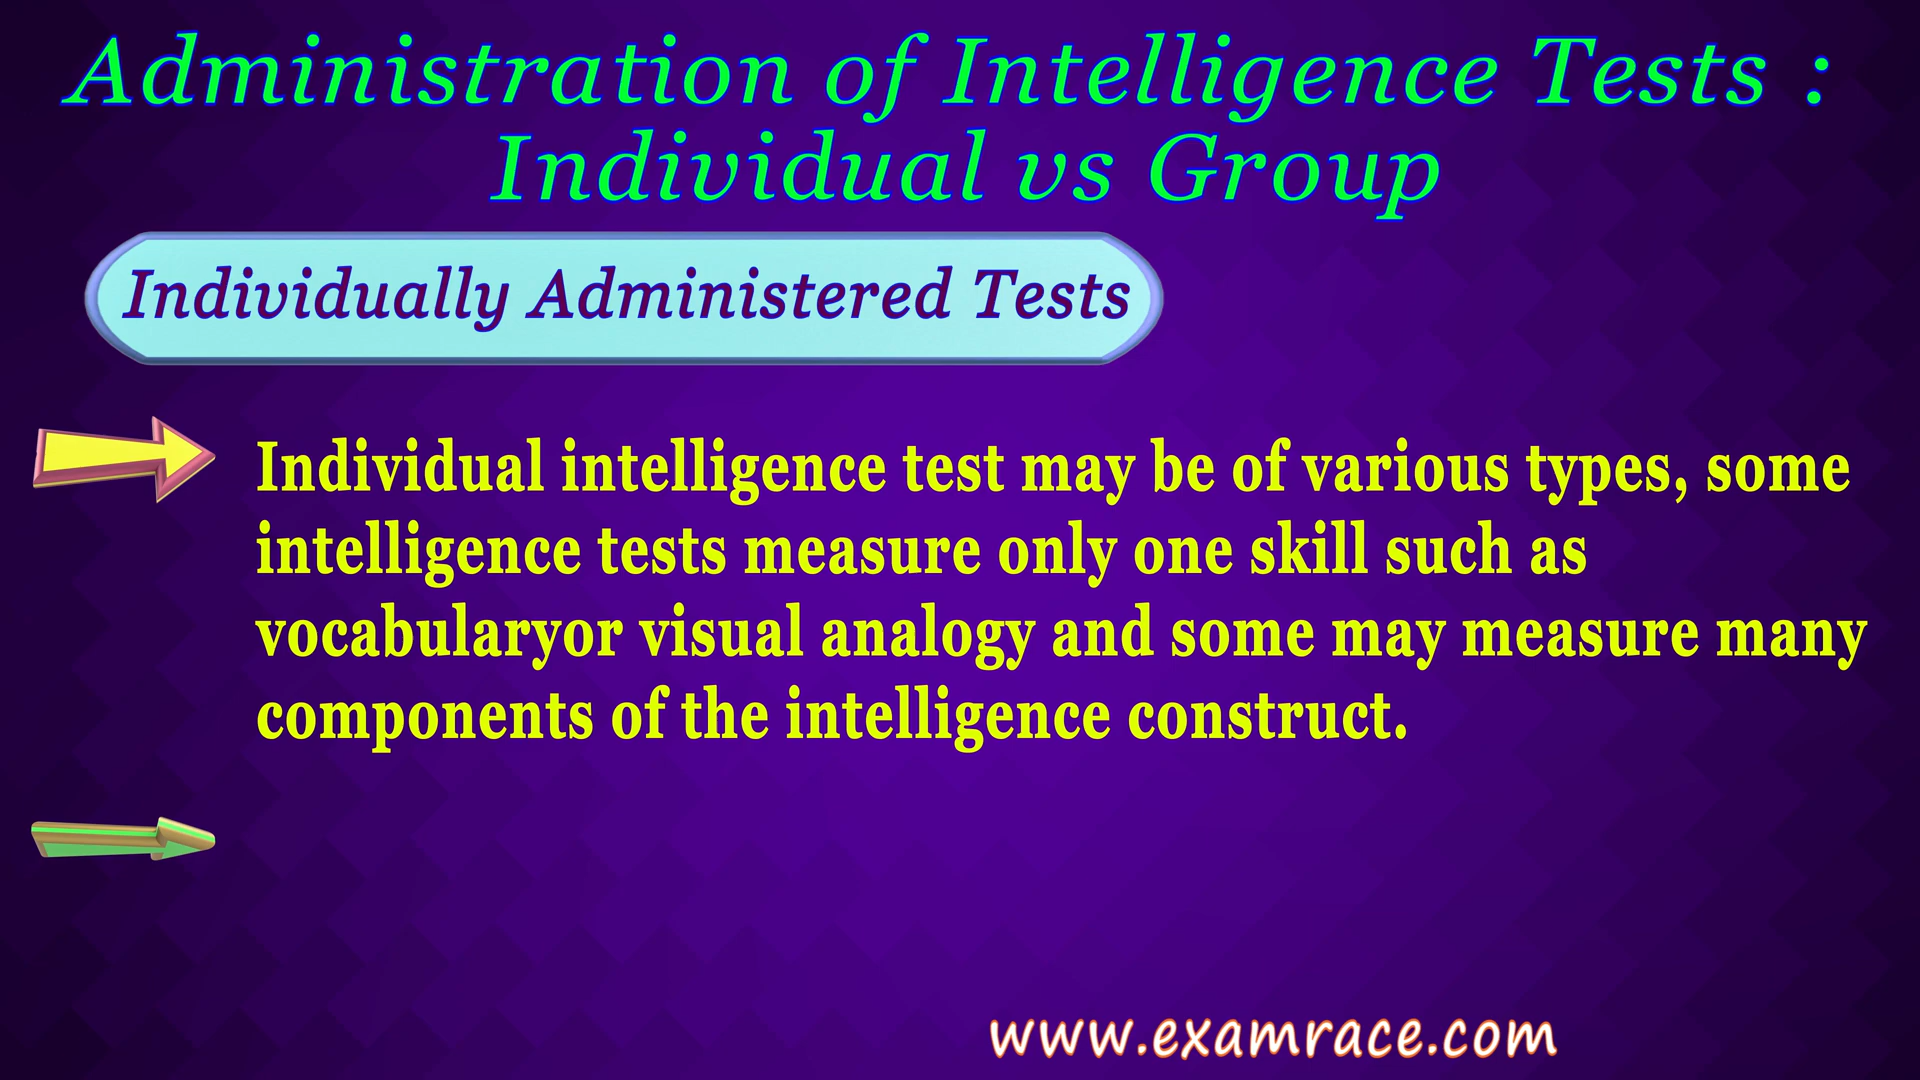 Administration of Intelligence Tests :
Individual vs Group
Individually Administered Tests
Individual intelligence test may be of various types, some
intelligence tests measure only one skill such as
vocabularyor visual analogy and some may measure many
components of the intelligence construct.
www.examrace.com